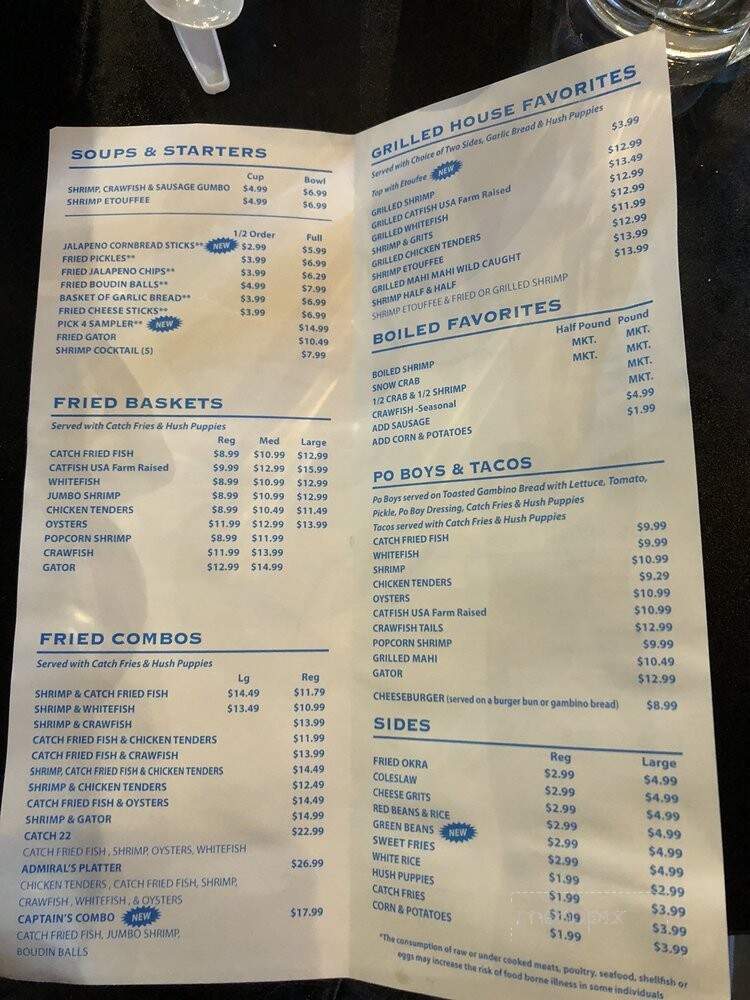 SOUPS & STARTERS
Cup Bowl
SHRIMP, CRAWFISH & SAUSAGE GUMBO $4.99 $6.99
SHRIMP ETOUFFEE $4.99 $6.99
1/2 Order Full
JALAPENO CORNBREAD STICKS** NEW $2.99 $5.99
FRIED PICKLES** $3.99 $6.99
FRIED JALAPENO CHIPS** $3.99 $6.29
FRIED BOUDIN BALLS** $4.99 $7.99
BASKET OF GARLIC BREAD** $3.99 $6.99
FRIED CHEESE STICKS** $3.99 $6.99
PICK 4 SAMPLER** NEW $14.99
FRIED GATOR $10.49
SHRIMP COCKTAIL (5) $7.99
FRIED BASKETS
Served with Catch Fries & Hush Puppies
Reg Med Large
CATCH FRIED FISH $8.99 $10.99 $12.99
CATFISH USA Farm Raised $9.99 $12.99 $15.99
WHITEFISH $8.99 $10.99 $12.99
JUMBO SHRIMP $8.99 $10.99 $12.99
CHICKEN TENDERS $8.99 $10.49 $11.49
OYSTERS $11.99 $12.99 $13.99
POPCORN SHRIMP $8.99 $11.99
CRAWFISH $11.99 $13.99
GATOR $12.99 $14.99
FRIED COMBOS
Served with Catch Fries & Hush Puppies
Lg Reg
SHRIMP & CATCH FRIED FISH $14.49 $11.79
SHRIMP & WHITEFISH $13.49 $10.99
SHRIMP & CRAWFISH $13.99
CATCH FRIED FISH & CHICKEN TENDERS $11.99
CATCH FRIED FISH & CRAWFISH $13.99
SHRIMP, CATCH FRIED FISH & CHICKEN TENDERS $14.49
SHRIMP & CHICKEN TENDERS $12.49
CATCH FRIED FISH & OYSTERS $14.49
SHRIMP & GATOR $14.99
CATCH 22 $22.99
CATCH FRIED FISH , SHRIMP, OYSTERS, WHITEFISH
ADMIRAL'S PLATTER $26.99
CHICKEN TENDERS , CATCH FRIED FISH, SHRIMP,
CRAWFISH , WHITEFISH , & OYSTERS
CAPTAIN'S COMBO NEW $17.99
CATCH FRIED FISH, JUMBO SHRIMP,
BOUDIN BALLS
GRILLED HOUSE FAVORITES
Served with Choice of Two Sides, Garlic Bread & Hush Puppies
Top with Etoufee NEW $3.99
GRILLED SHRIMP $12.99
GRILLED CATFISH USA Farm Raised $13.49
GRILLED WHITEFISH $12.99
SHRIMP & GRITS $12.99
GRILLED CHICKEN TENDERS $11.99
SHRIMP ETOUFFEE $12.99
GRILLED MAHI MAHI WILD CAUGHT $13.99
SHRIMP HALF & HALF $13.99
SHRIMP ETOUFFEE & FRIED OR GRILLED SHRIMP
BOILED FAVORITES
Half Pound Pound
BOILED SHRIMP MKT. MKT.
SNOW CRAB MKT. MKT.
1/2 CRAB & 1/2 SHRIMP MKT.
CRAWFISH -Seasonal MKT.
ADD SAUSAGE $4.99
ADD CORN & POTATOES $1.99
PO BOYS & TACOS
Po Boys served on Toasted Gambino Bread with Lettuce, Tomato,
Pickle, Po Boy Dressing, Catch Fries & Hush Puppies
Tacos served with Catch Fries & Hush Puppies
CATCH FRIED FISH $9.99
WHITEFISH $9.99
SHRIMP $10.99
CHICKEN TENDERS $9.29
OYSTERS $10.99
CATFISH USA Farm Raised $10.99
CRAWFISH TAILS $12.99
POPCORN SHRIMP $9.99
GRILLED MAHI $10.49
GATOR $12.99
CHEESEBURGER (served on a burger bun or gambino bread) $8.99
SIDES
Reg Large
FRIED OKRA $2.99 $4.99
COLESLAW $2.99 $4.99
CHEESE GRITS $2.99 $4.99
RED BEANS & RICE $2.99 $4.99
GREEN BEANS NEW $2.99 $4.99
SWEET FRIES $2.99 $4.99
WHITE RICE $1.99 $2.99
HUSH PUPPIES $1.99 $3.99
CATCH FRIES $1.99 $3.99
CORN & POTATOES $1.99 $3.99
*The consumption of raw or under cooked meats, poultry, seafood, shellfish or
eggs may increase the risk of food borne illness in some individuals